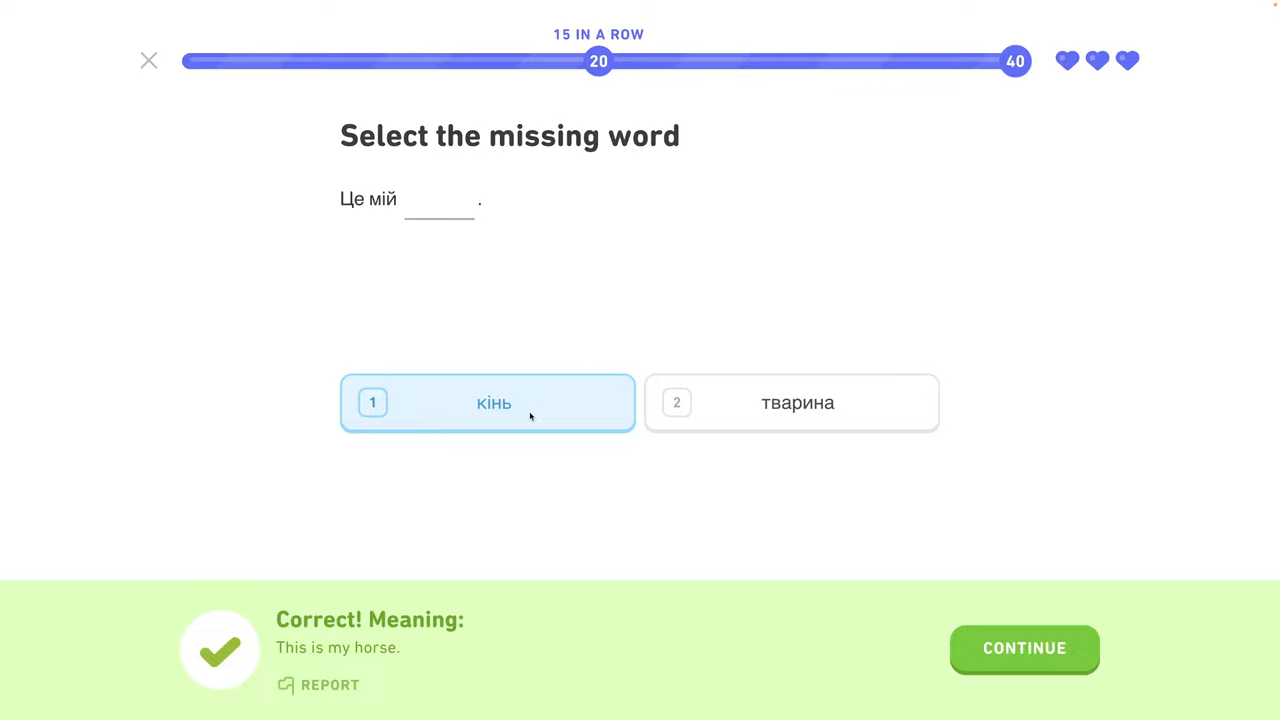 15 IN A ROW
20
40
Select the missing word
Це мій _______ .
1 кінь
2 тварина
Correct! Meaning:
This is my horse.
REPORT
CONTINUE